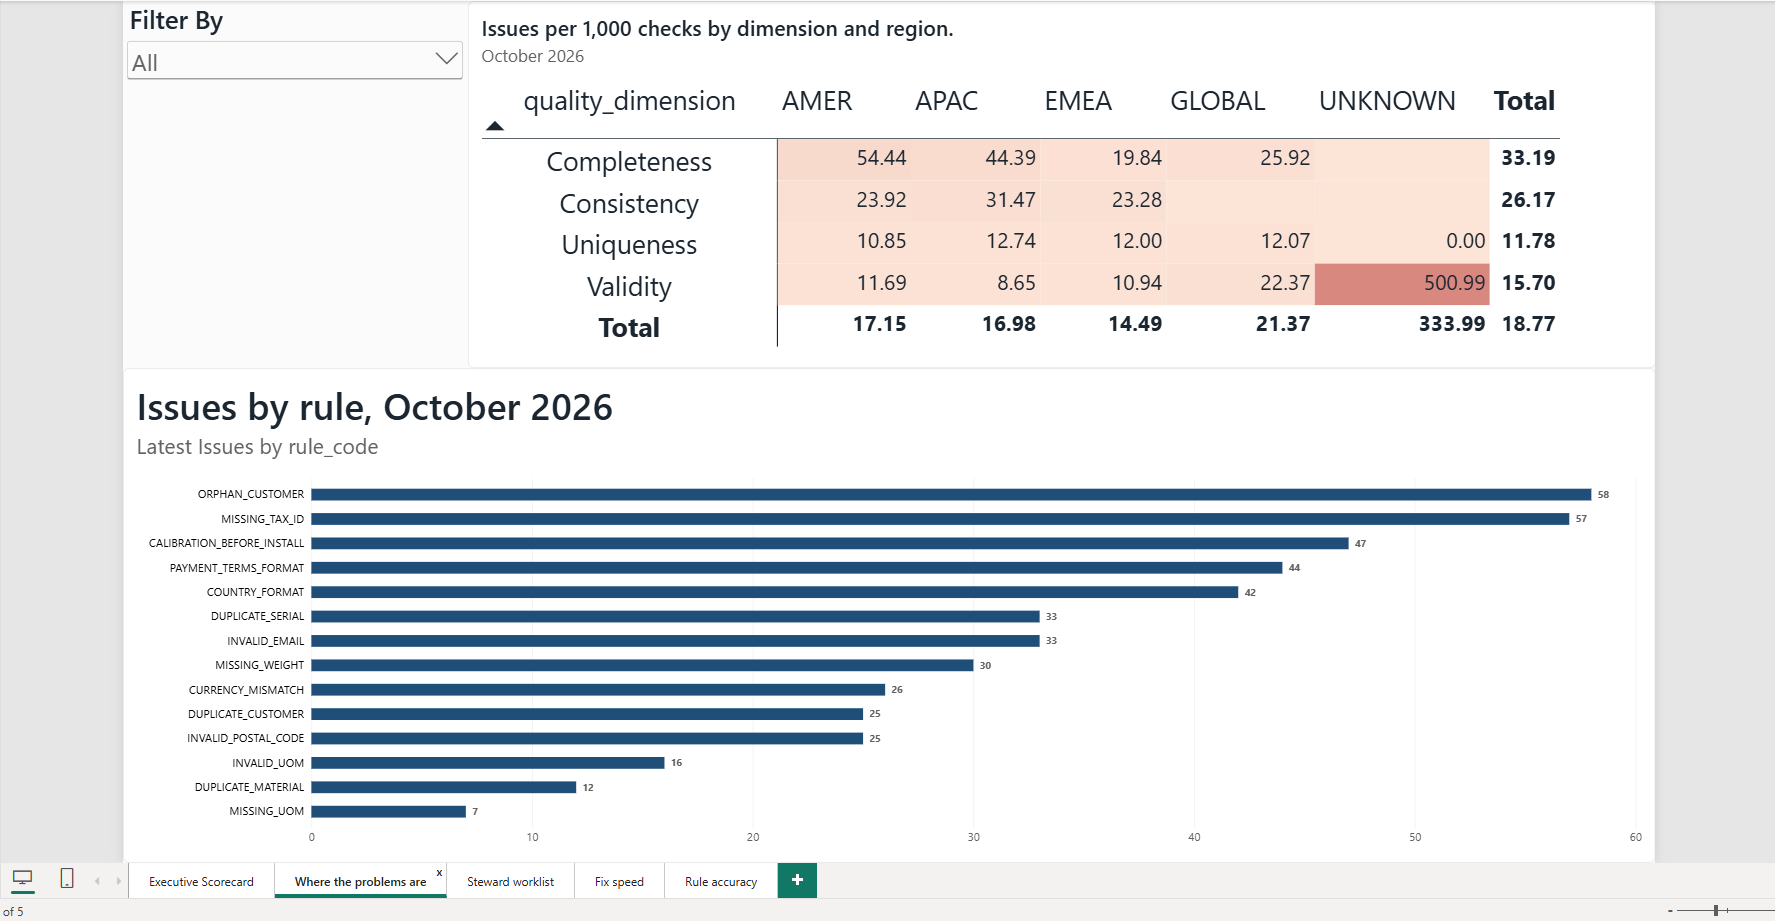 Filter By
All
Issues per 1,000 checks by dimension and region.
October 2026
quality_dimension AMER APAC EMEA GLOBAL UNKNOWN Total
Completeness 54.44 44.39 19.84 25.92 33.19
Consistency 23.92 31.47 23.28 26.17
Uniqueness 10.85 12.74 12.00 12.07 0.00 11.78
Validity 11.69 8.65 10.94 22.37 500.99 15.70
Total 17.15 16.98 14.49 21.37 333.99 18.77
Issues by rule, October 2026
Latest Issues by rule_code
ORPHAN_CUSTOMER 58
MISSING_TAX_ID 57
CALIBRATION_BEFORE_INSTALL 47
PAYMENT_TERMS_FORMAT 44
COUNTRY_FORMAT 42
DUPLICATE_SERIAL 33
INVALID_EMAIL 33
MISSING_WEIGHT 30
CURRENCY_MISMATCH 26
DUPLICATE_CUSTOMER 25
INVALID_POSTAL_CODE 25
INVALID_UOM 16
DUPLICATE_MATERIAL 12
MISSING_UOM 7
0 10 20 30 40 50 60
Executive Scorecard Where the problems are x Steward worklist Fix speed Rule accuracy +
of 5